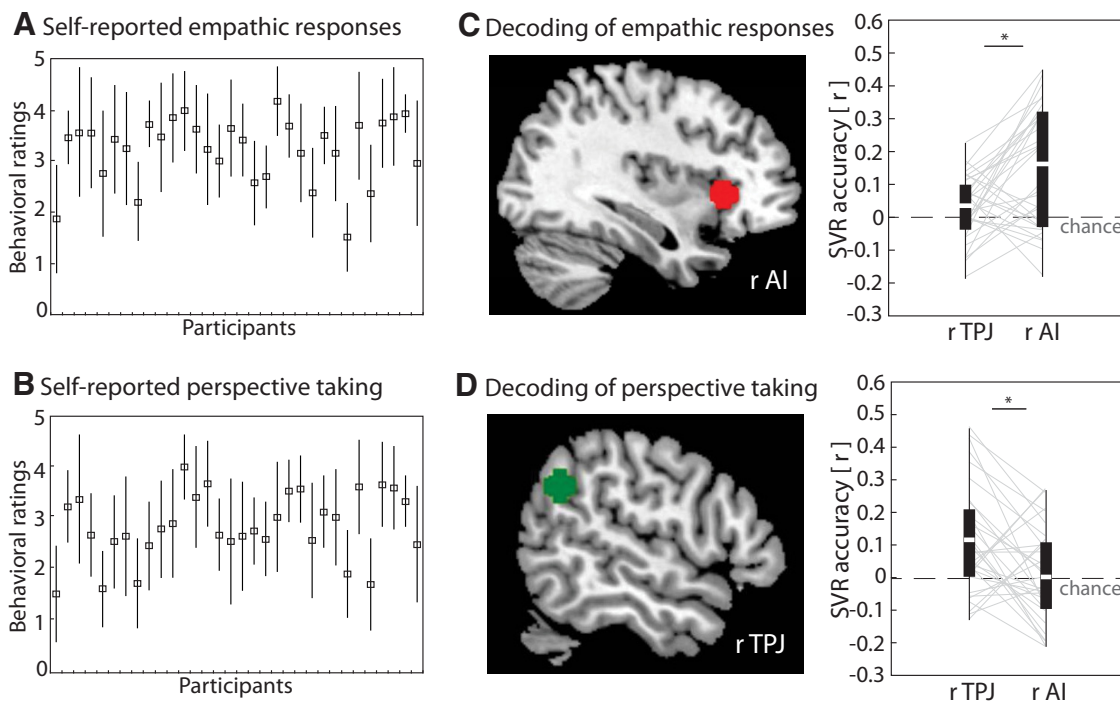 A Self-reported empathic responses
5
4
3
2
1
0
Behavioral ratings
Participants
C Decoding of empathic responses
r AI
0.6
0.5
0.4
0.3
0.2
0.1
0
-0.1
-0.2
-0.3
SVR accuracy [ r ]
*
chance
r TPJ r AI
B Self-reported perspective taking
5
4
3
2
1
0
Behavioral ratings
Participants
D Decoding of perspective taking
r TPJ
0.6
0.5
0.4
0.3
0.2
0.1
0
-0.1
-0.2
-0.3
SVR accuracy [ r ]
*
chance
r TPJ r AI